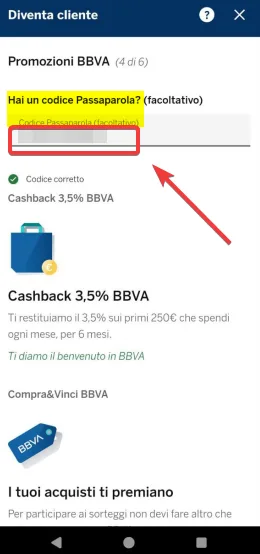 Diventa cliente
?
Promozioni BBVA (4 di 6)
Hai un codice Passaparola? (facoltativo)
Codice Passaparola (facoltativo)
Codice corretto
Cashback 3,5% BBVA
€
Cashback 3,5% BBVA
Ti restituiamo il 3,5% sui primi 250€ che spendi
ogni mese, per 6 mesi.
Ti diamo il benvenuto in BBVA
Compra&Vinci BBVA
BBVA
I tuoi acquisti ti premiano
Per partecipare ai sorteggi non devi fare altro che